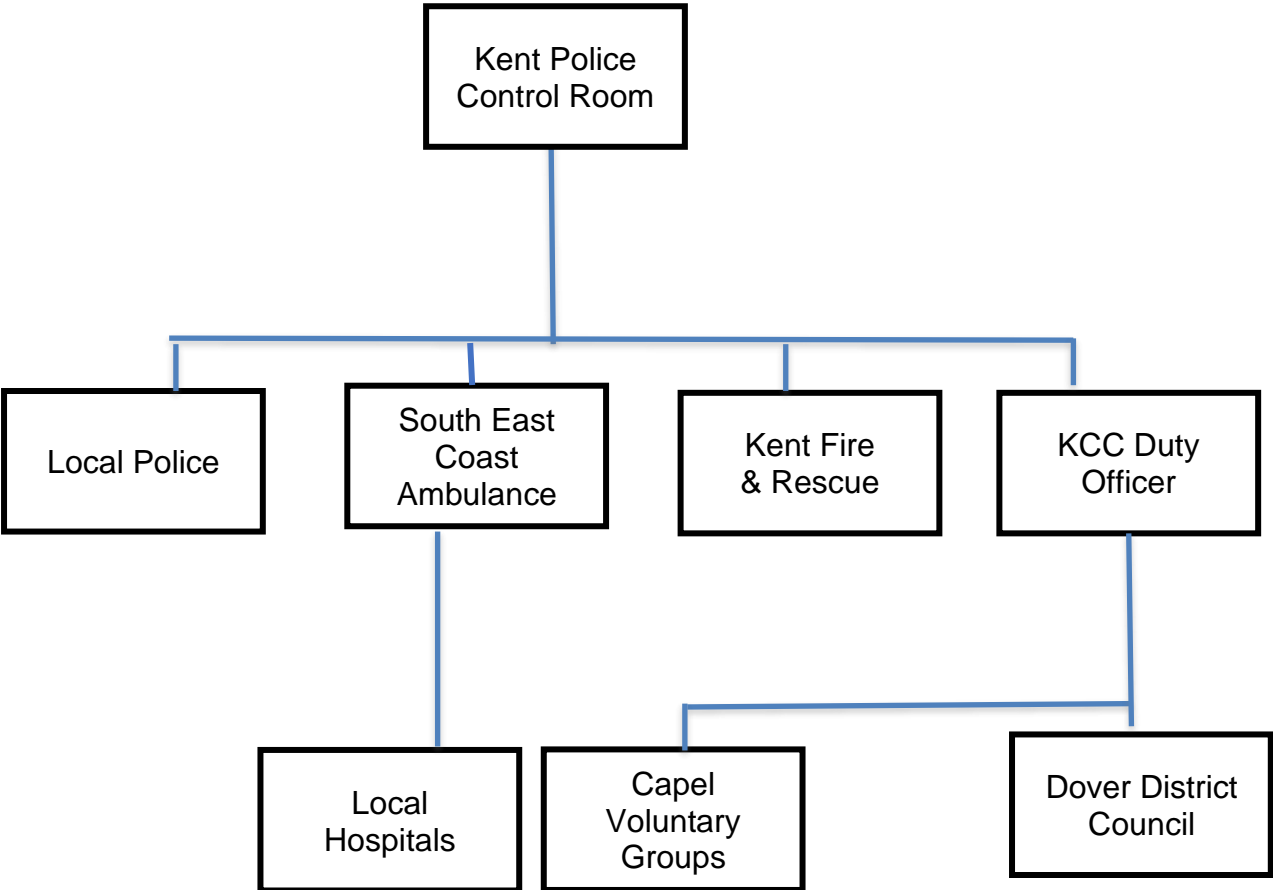 Kent Police
Control Room
Local Police
South East
Coast
Ambulance
Kent Fire
& Rescue
KCC Duty
Officer
Local
Hospitals
Capel
Voluntary
Groups
Dover District
Council